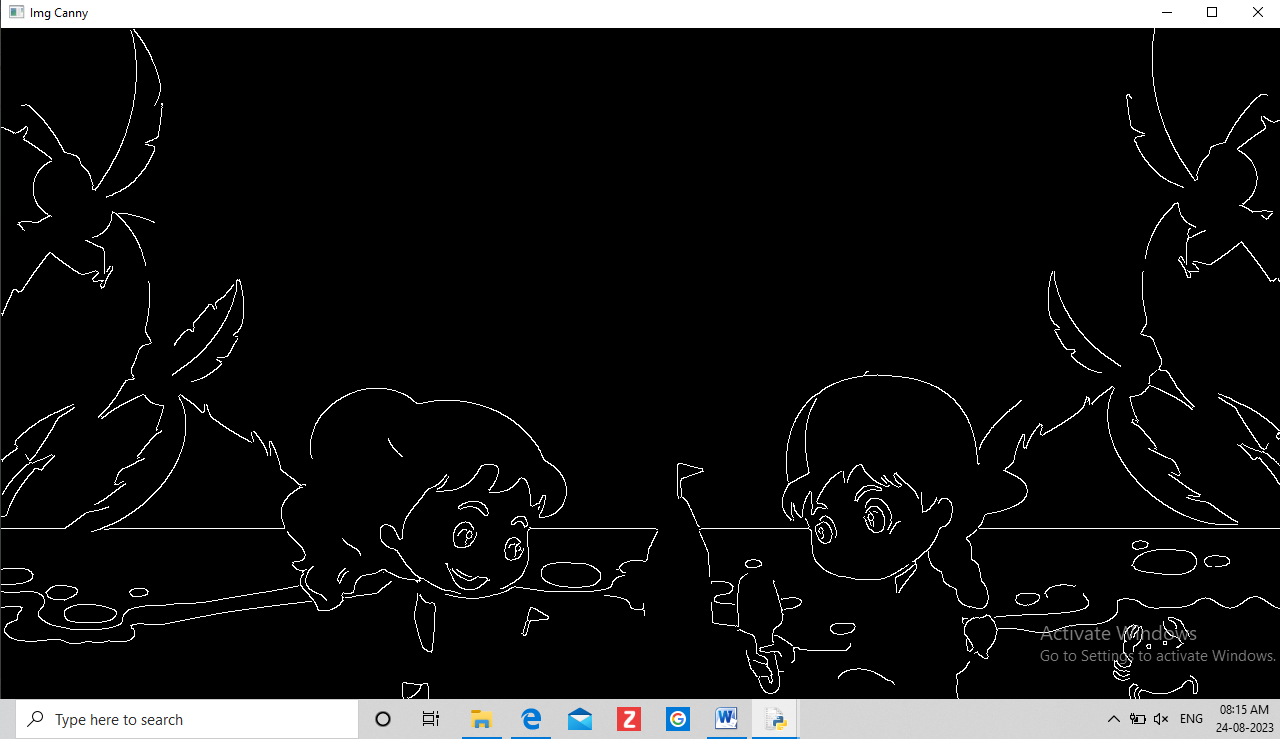 Img Canny
Activate Windows
Go to Settings to activate Windows.
Type here to search
Z
G
W
ENG
08:15 AM
24-08-2023